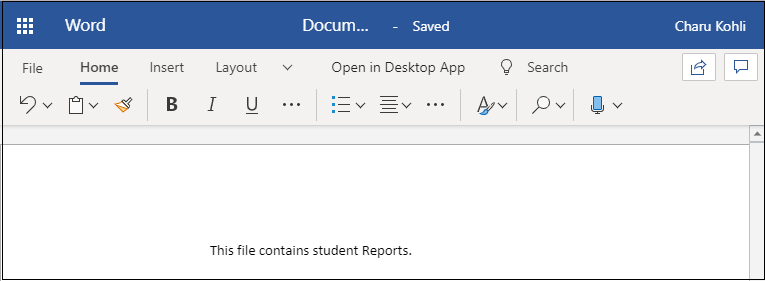 Word Docum... - Saved Charu Kohli
File Home Insert Layout Open in Desktop App Search
B I U ... ...
This file contains student Reports.